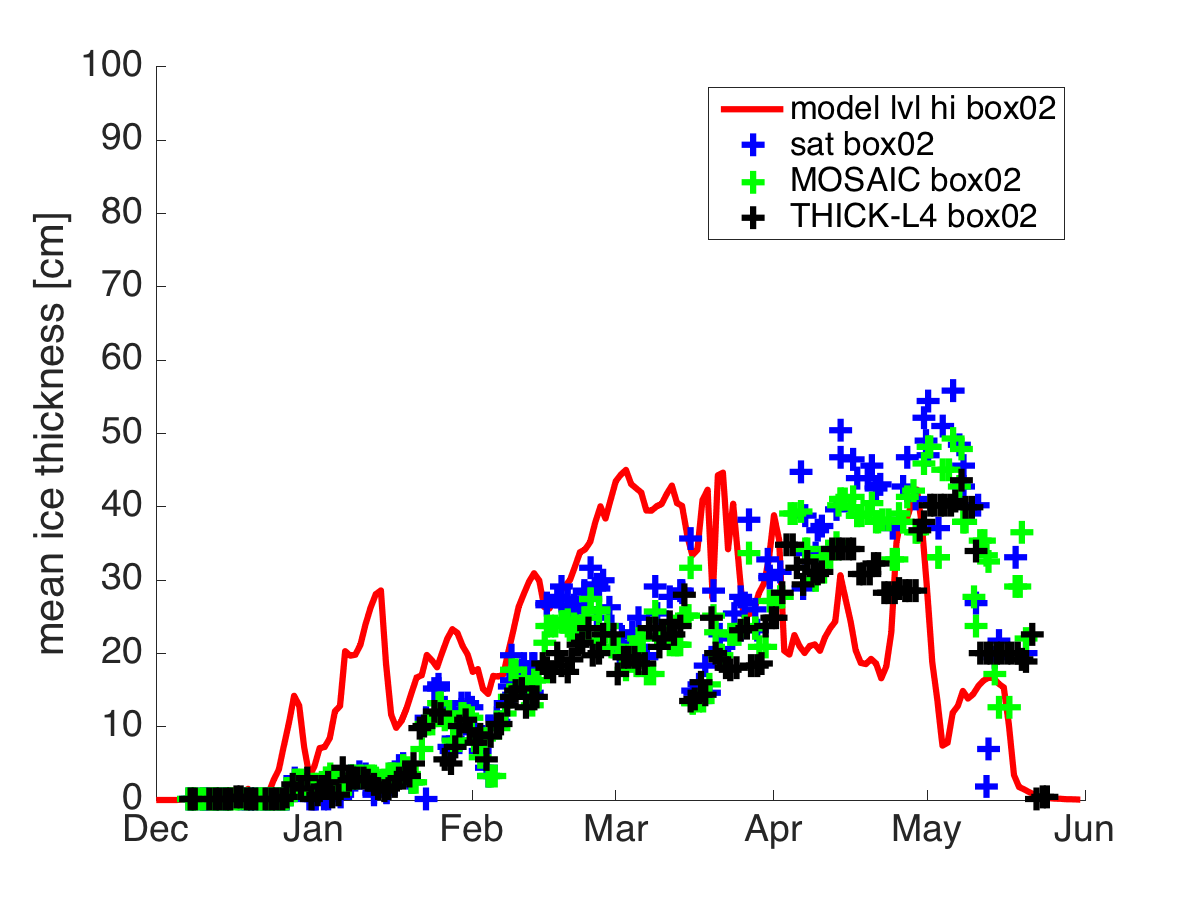 100
90
80
70
60
50
40
30
20
10
0
mean ice thickness [cm]
model lvl hi box02
sat box02
MOSAIC box02
THICK-L4 box02
Dec Jan Feb Mar Apr May Jun